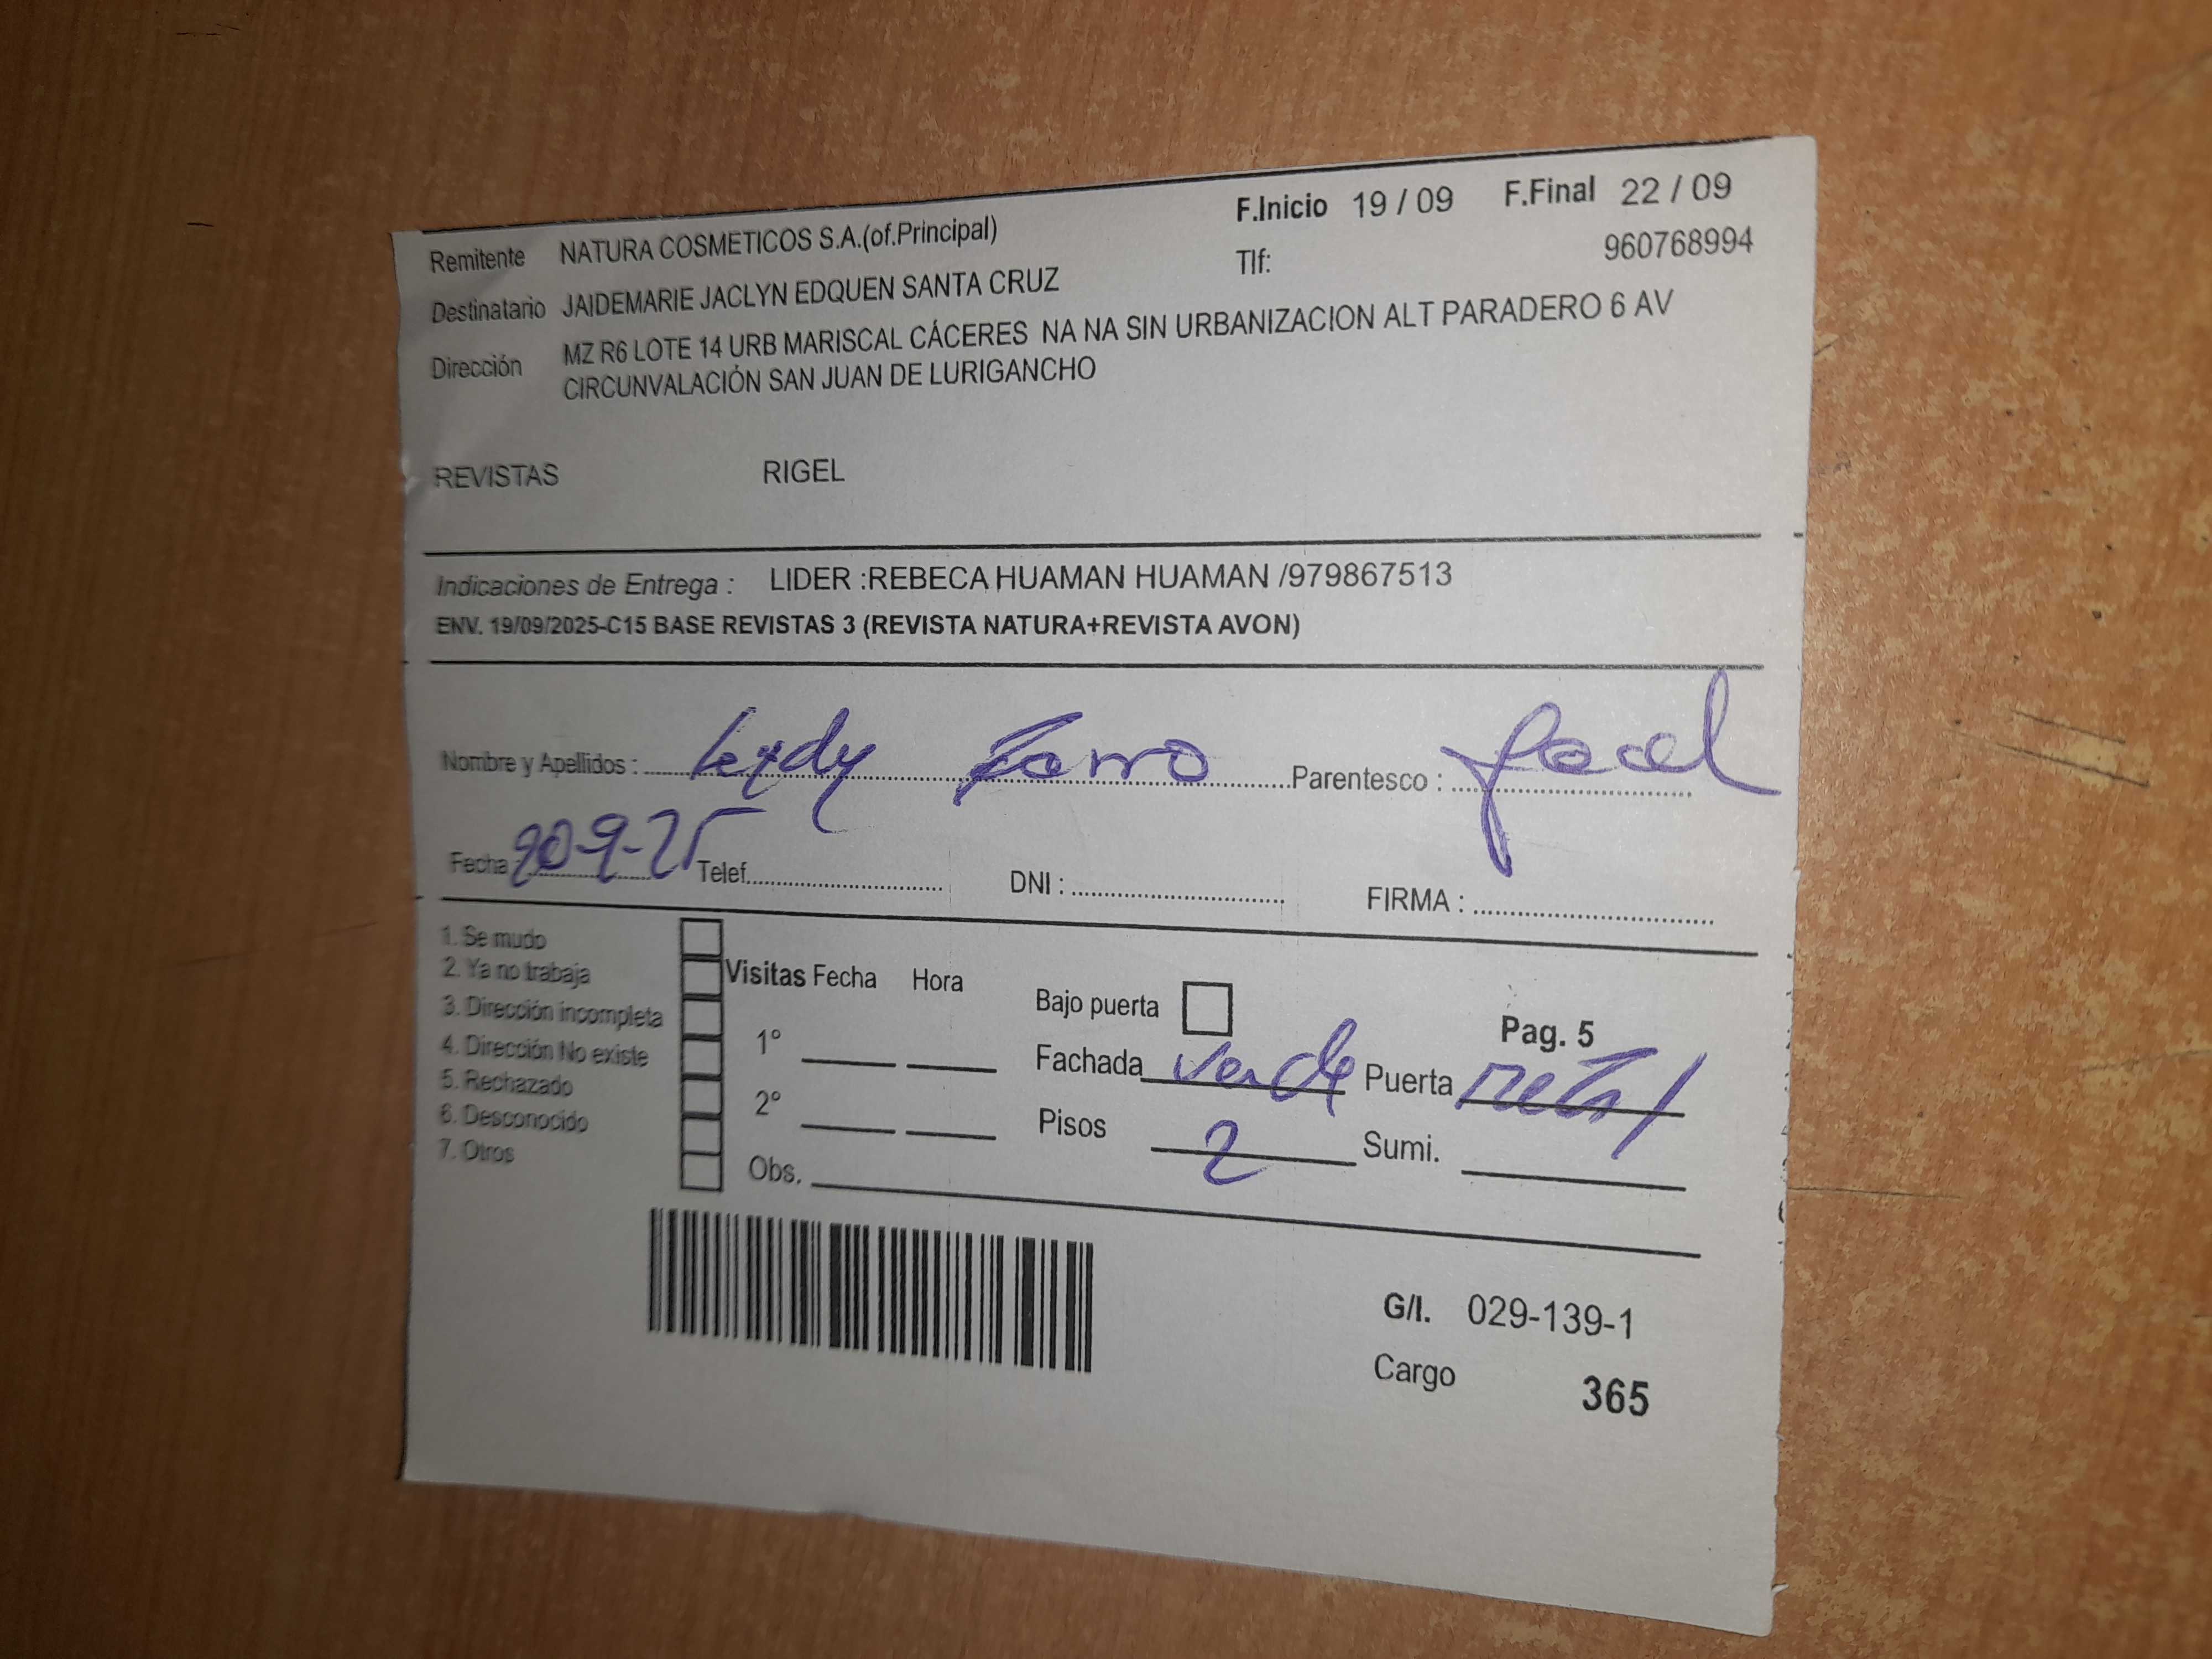 F.Inicio 19 / 09 F.Final 22 / 09
Remitente NATURA COSMETICOS S.A.(of.Principal)
Tlf: 960768994
Destinatario JAIDEMARIE JACLYN EDQUEN SANTA CRUZ
Dirección MZ R6 LOTE 14 URB MARISCAL CÁCERES NA NA SIN URBANIZACION ALT PARADERO 6 AV
CIRCUNVALACIÓN SAN JUAN DE LURIGANCHO
REVISTAS RIGEL
Indicaciones de Entrega : LIDER :REBECA HUAMAN HUAMAN /979867513
ENV. 19/09/2025-C15 BASE REVISTAS 3 (REVISTA NATURA+REVISTA AVON)
Nombre y Apellidos : Parentesco :
Fecha 20-9-25 Telef. DNI : FIRMA :
1. Se mudo
2. Ya no trabaja
3. Dirección incompleta
4. Dirección No existe
5. Rechazado
6. Desconocido
7. Otros
Visitas Fecha Hora
1°
2°
Obs.
Bajo puerta
Pag. 5
Fachada verde Puerta metal
Pisos 2 Sumi.
G/I. 029-139-1
Cargo 365